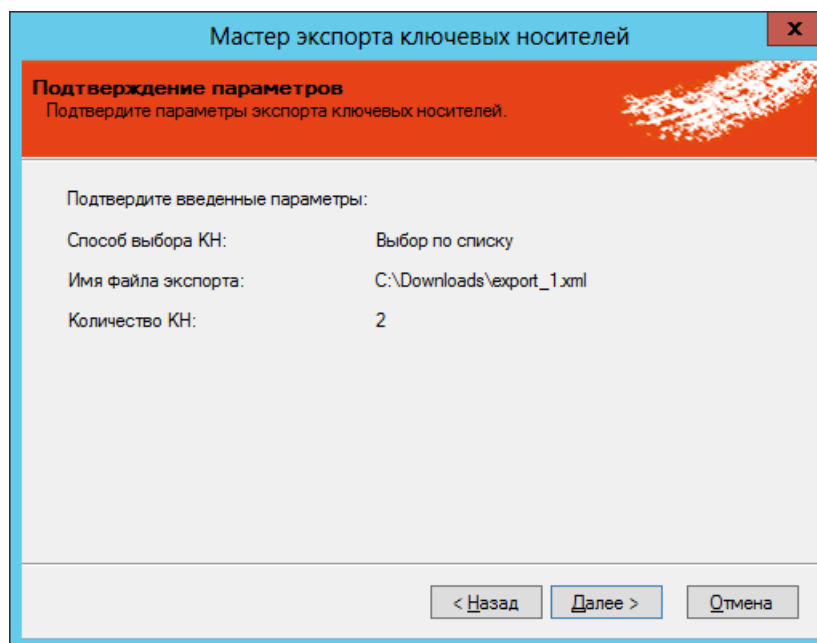 Мастер экспорта ключевых носителей
x
Подтверждение параметров
Подтвердите параметры экспорта ключевых носителей.
Подтвердите введенные параметры:
Способ выбора КН: Выбор по списку
Имя файла экспорта: C:\Downloads\export_1.xml
Количество КН: 2
< Назад Далее > Отмена